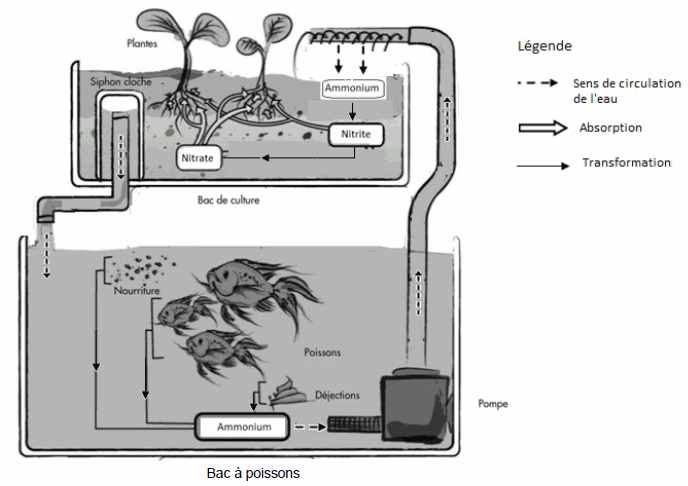 Plantes
Siphon cloche
Ammonium
Nitrite
Nitrate
Bac de culture
Légende
Sens de circulation
de l'eau
Absorption
Transformation
Nourriture
Poissons
Déjections
Ammonium
Pompe
Bac à poissons